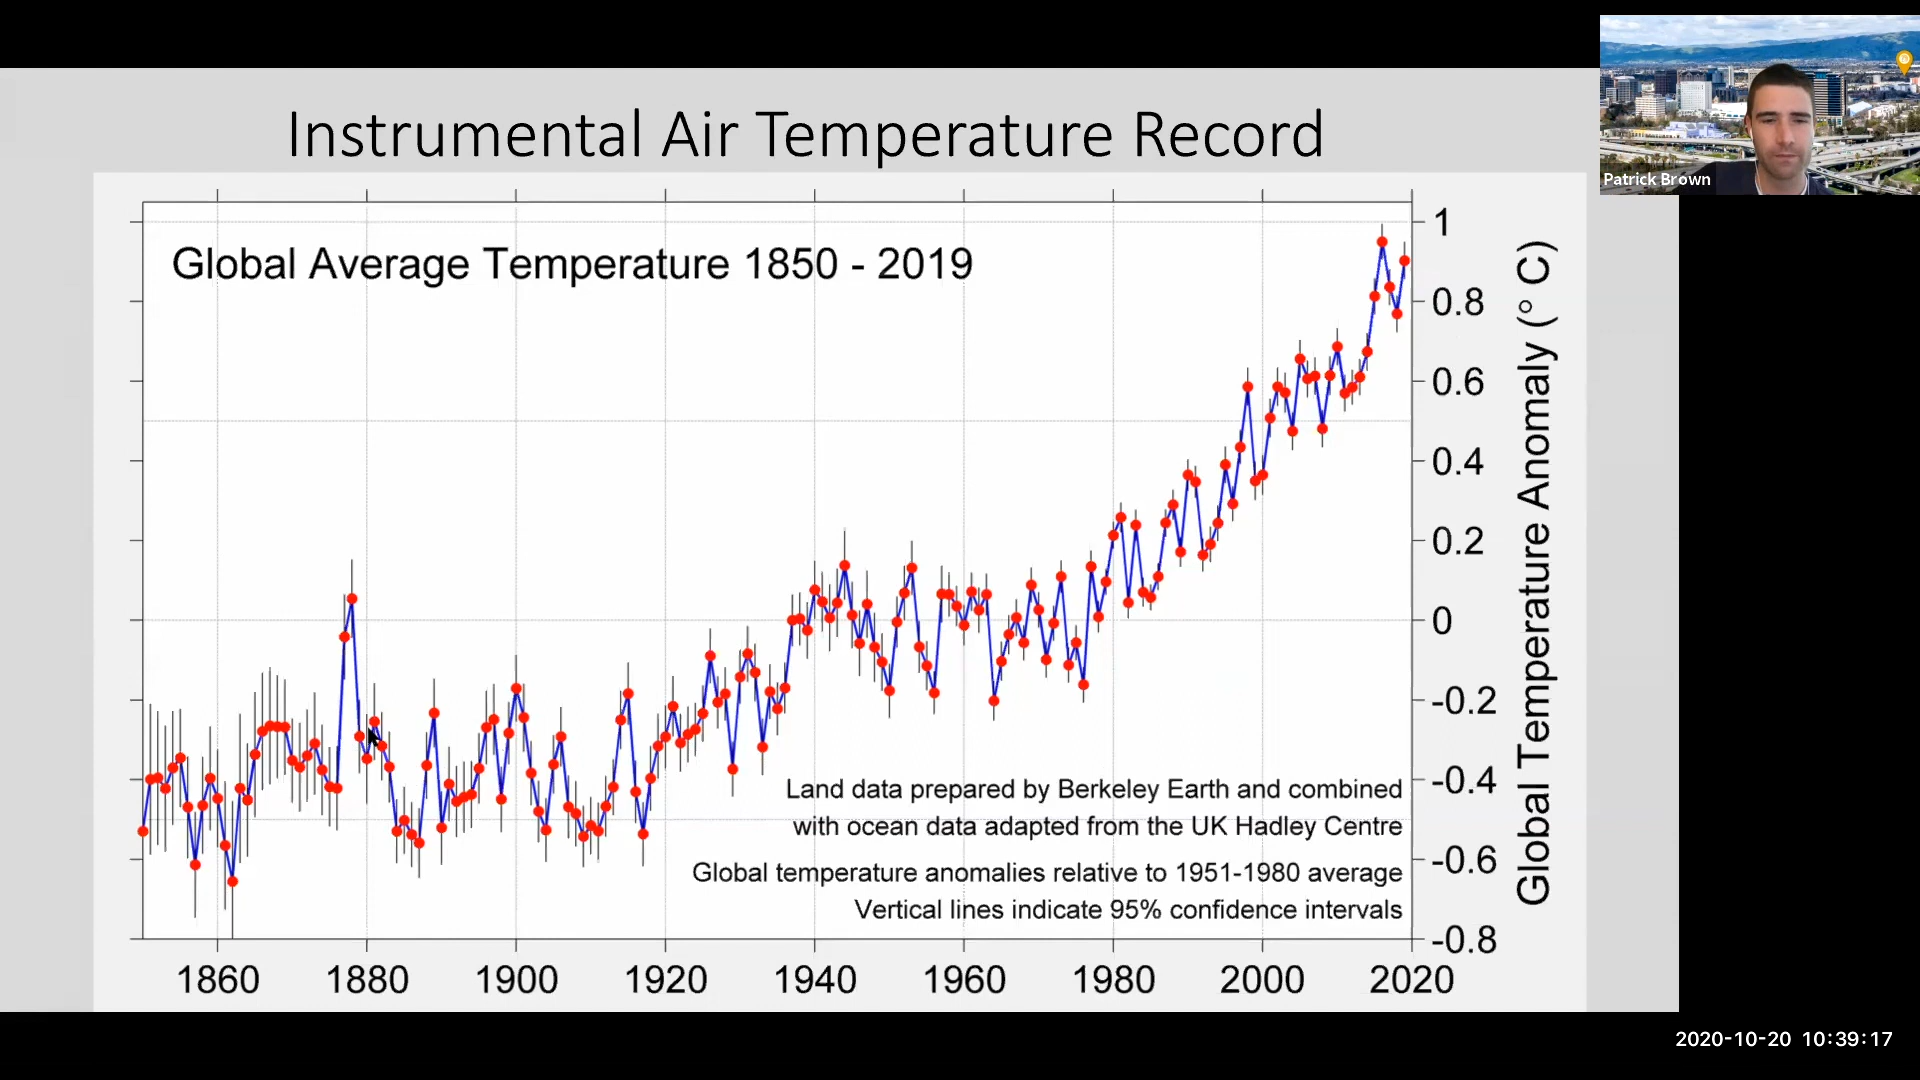 Instrumental Air Temperature Record
Patrick Brown
Global Average Temperature 1850 - 2019
1
0.8
0.6
0.4
0.2
0
-0.2
-0.4
-0.6
-0.8
Global Temperature Anomaly (° C)
Land data prepared by Berkeley Earth and combined
with ocean data adapted from the UK Hadley Centre
Global temperature anomalies relative to 1951-1980 average
Vertical lines indicate 95% confidence intervals
1860 1880 1900 1920 1940 1960 1980 2000 2020
2020-10-20 10:39:17